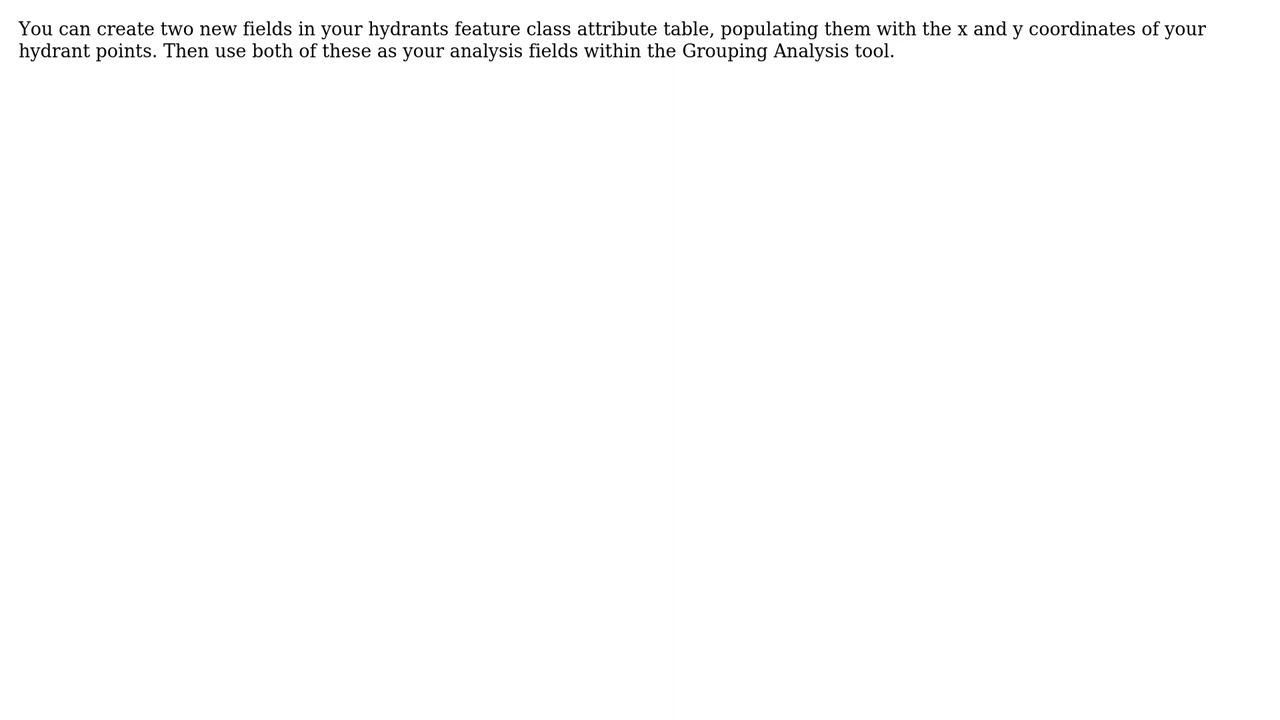 You can create two new fields in your hydrants feature class attribute table, populating them with the x and y coordinates of your
hydrant points. Then use both of these as your analysis fields within the Grouping Analysis tool.